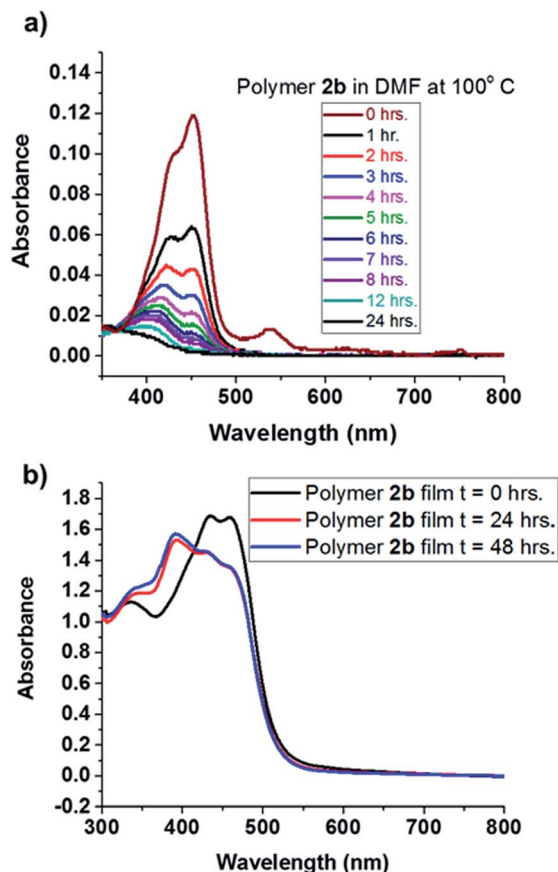 a)
Polymer 2b in DMF at 100° C
0 hrs.
1 hr.
2 hrs.
3 hrs.
4 hrs.
5 hrs.
6 hrs.
7 hrs.
8 hrs.
12 hrs.
24 hrs.
Absorbance
0.14
0.12
0.10
0.08
0.06
0.04
0.02
0.00
400 500 600 700 800
Wavelength (nm)
b)
Polymer 2b film t = 0 hrs.
Polymer 2b film t = 24 hrs.
Polymer 2b film t = 48 hrs.
Absorbance
1.8
1.6
1.4
1.2
1.0
0.8
0.6
0.4
0.2
0.0
-0.2
300 400 500 600 700 800
Wavelength (nm)